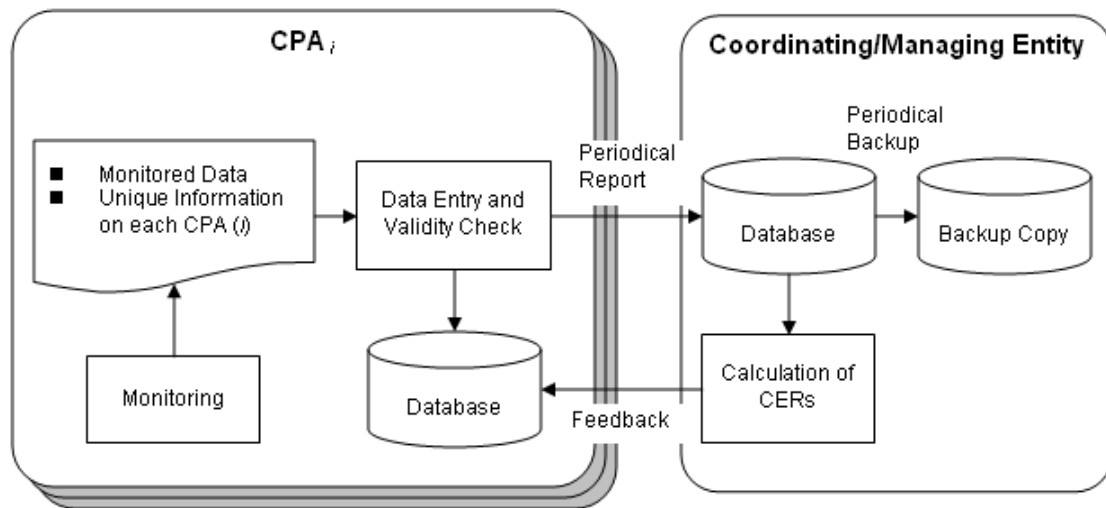 CPA i
Coordinating/Managing Entity
■ Monitored Data
■ Unique Information
on each CPA (i)
Data Entry and
Validity Check
Periodical
Report
Periodical
Backup
Database
Backup Copy
Monitoring
Database
Feedback
Calculation of
CERs